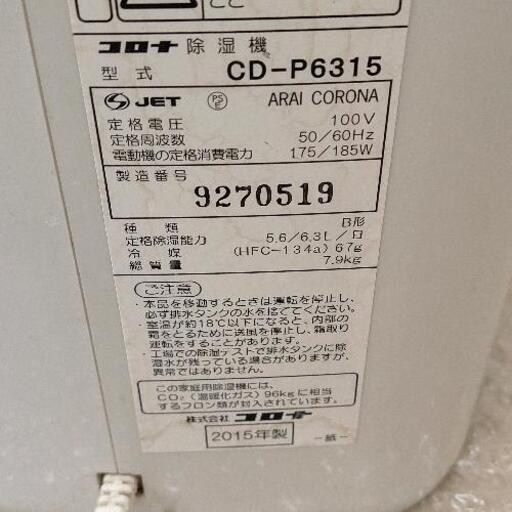 コロナ 除湿機
型式 CD-P6315
JET PS E ARAI CORONA
定格電圧 100V
定格周波数 50/60Hz
電動機の定格消費電力 175/185W
製造番号
9270519
種類 B形
定格除湿能力 5.6/6.3L/日
冷媒 (HFC-134a) 67g
総質量 7.9kg
ご注意
・本品を移動するときは運転を停止し、
必ず排水タンクの水を捨ててください。
・室温が約18℃以下になると、内部の
霜をとるために送風を停止し、霜取り
運転をすることがあります。
・工場での除湿テストで排水タンクに除
湿水が残っている場合がありますが、
異常ではありません。
この家庭用除湿機には、
CO₂(温暖化ガス)96kgに相当
するフロン類が封入されています。
株式会社 コロナ
2015年製 -紙-